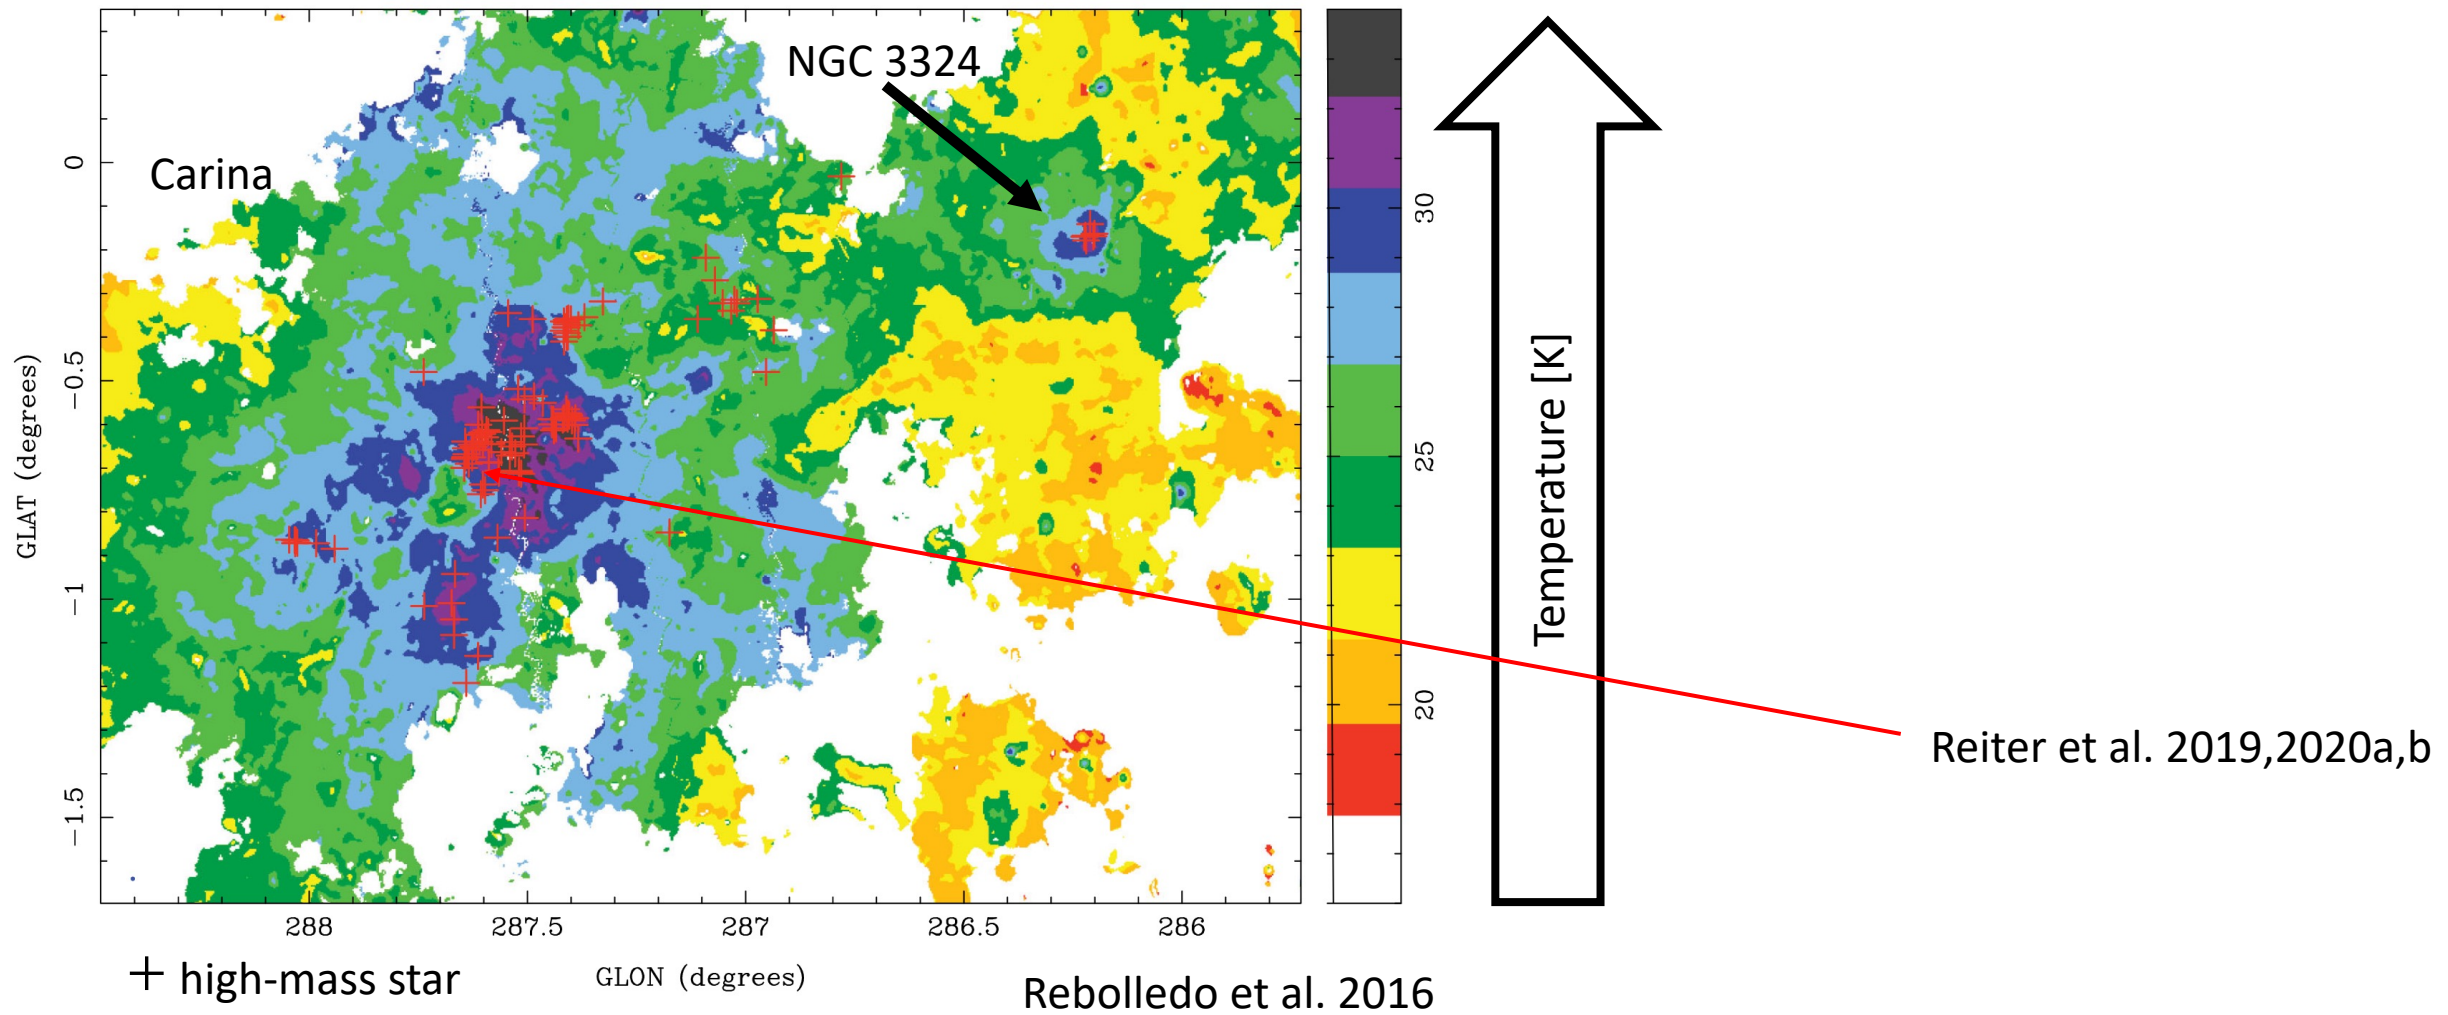 NGC 3324
Carina
GLAT (degrees)
0
−0.5
−1
−1.5
288
287.5
287
286.5
286
GLON (degrees)
30
25
20
Temperature [K]
Reiter et al. 2019,2020a,b
+ high-mass star
Rebolledo et al. 2016